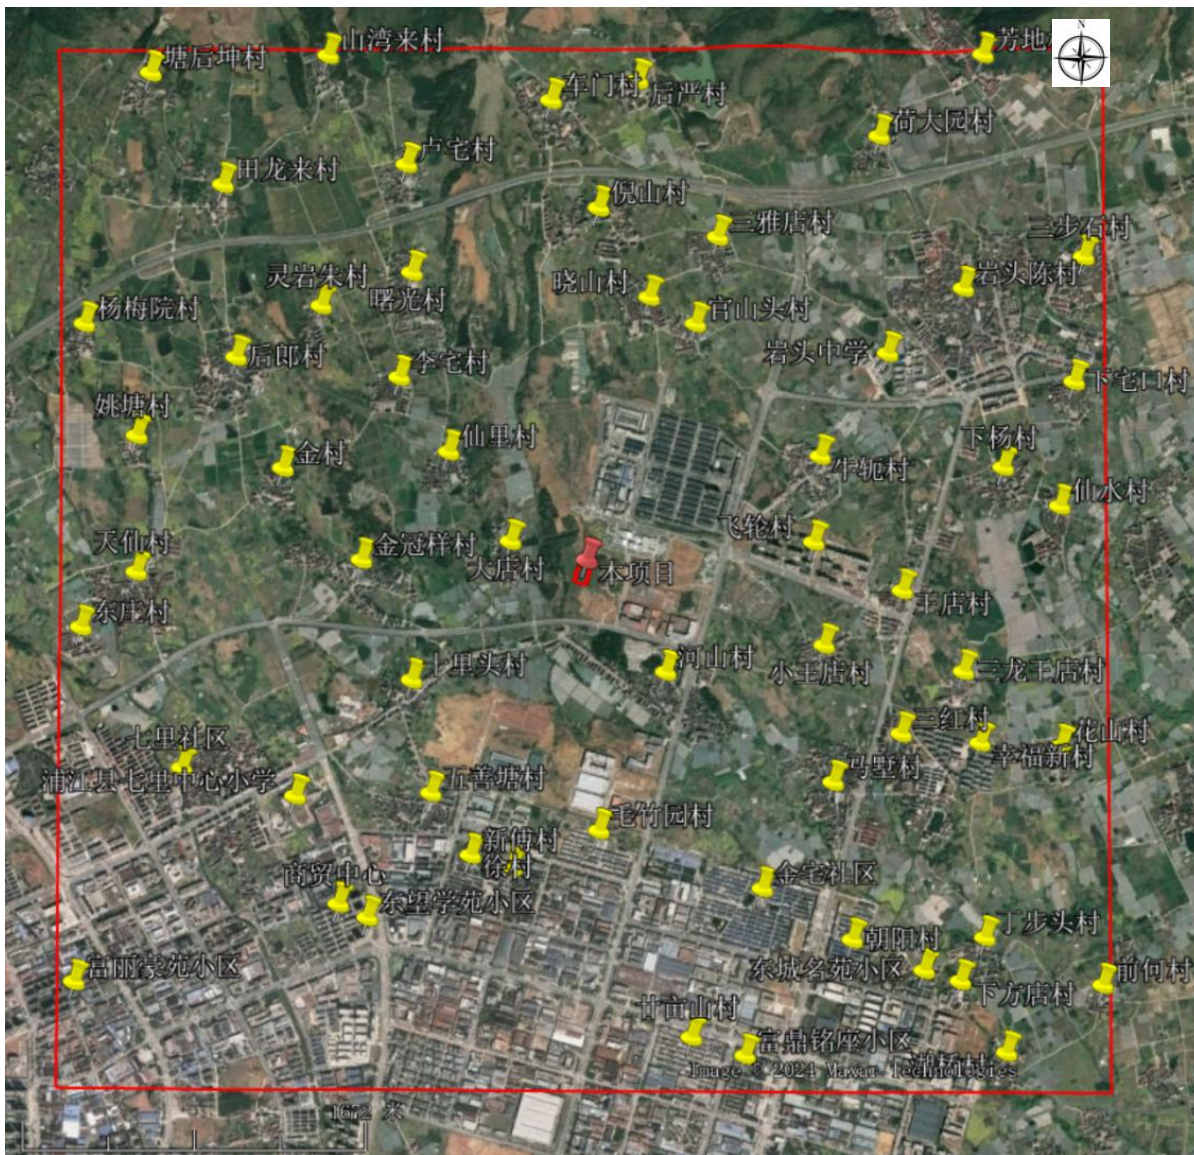 N
山湾来村
芳地
塘后坤村
车门村
后严村
荷大园村
卢宅村
田龙来村
倪山村
三雅店村
三步石村
灵岩朱村
曙光村
晓山村
岩头陈村
杨梅院村
官山头村
后郎村
李宅村
岩头中学
下宅口村
姚塘村
仙里村
下杨村
金村
牛轭村
仙水村
飞轮村
天仙村
金冠样村
大店村
本项目
东庄村
王店村
七里头村
河山村
小王店村
三龙王店村
三红村
花山村
七里社区
幸福新村
浦江县七里中心小学
五善塘村
马墅村
毛竹园村
新傅村
徐村
商贸中心
金宅社区
东望学苑小区
丁步头村
朝阳村
富丽豪苑小区
东城名苑小区
前何村
下方店村
廿亩山村
富鼎铭座小区
Image © 2024 Maxar Technologies
1672 米